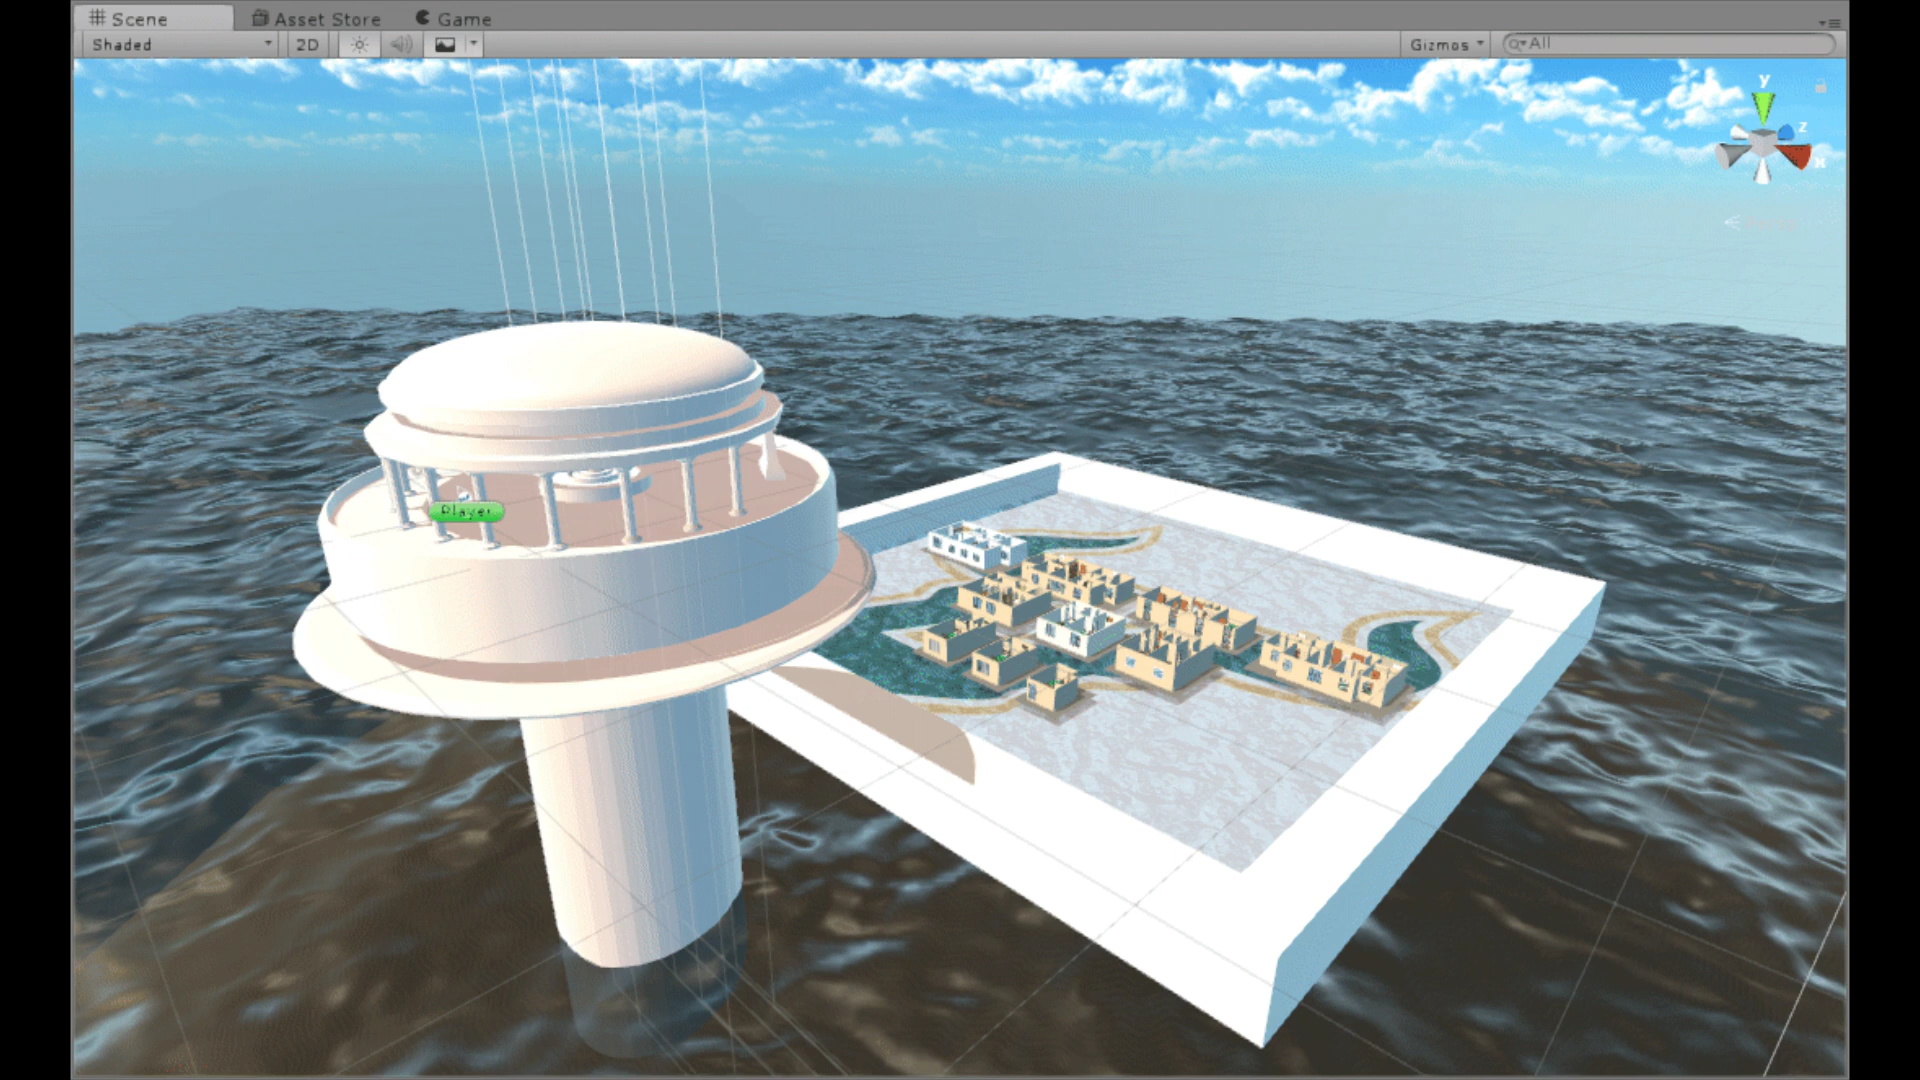 Scene Asset Store Game
Shaded 2D Gizmos All
y
z
x
Player